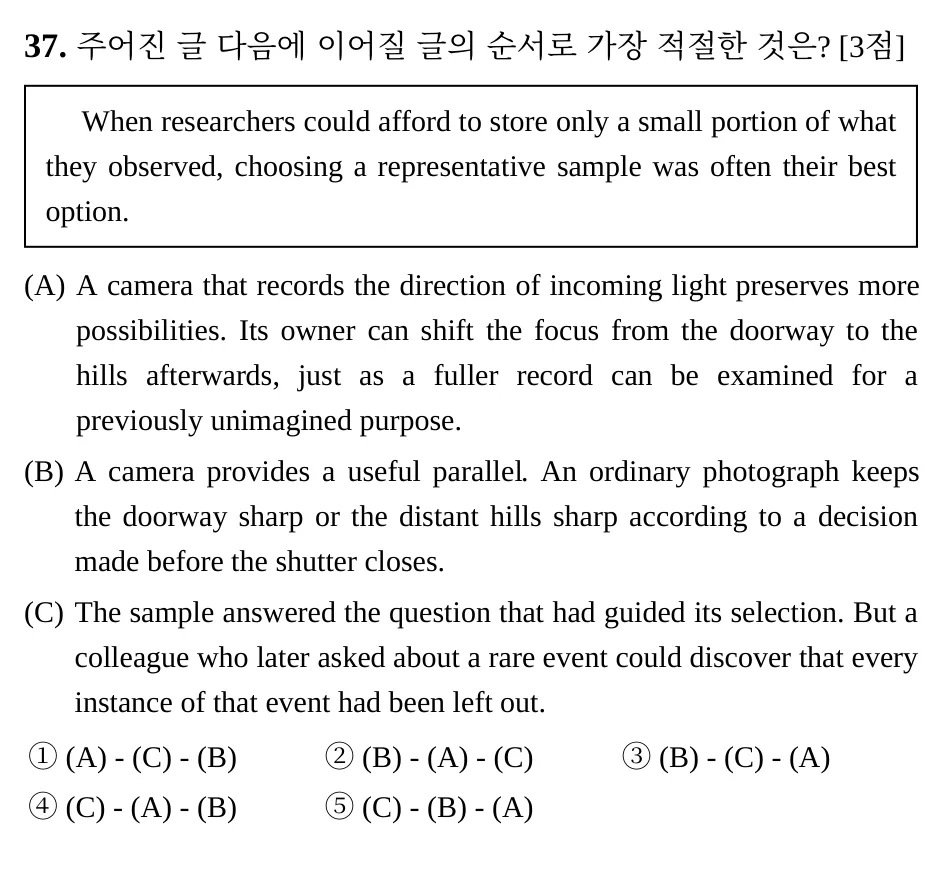 37. 주어진 글 다음에 이어질 글의 순서로 가장 적절한 것은? [3점]
When researchers could afford to store only a small portion of what
they observed, choosing a representative sample was often their best
option.
(A) A camera that records the direction of incoming light preserves more
possibilities. Its owner can shift the focus from the doorway to the
hills afterwards, just as a fuller record can be examined for a
previously unimagined purpose.
(B) A camera provides a useful parallel. An ordinary photograph keeps
the doorway sharp or the distant hills sharp according to a decision
made before the shutter closes.
(C) The sample answered the question that had guided its selection. But a
colleague who later asked about a rare event could discover that every
instance of that event had been left out.
① (A) - (C) - (B) ② (B) - (A) - (C) ③ (B) - (C) - (A)
④ (C) - (A) - (B) ⑤ (C) - (B) - (A)